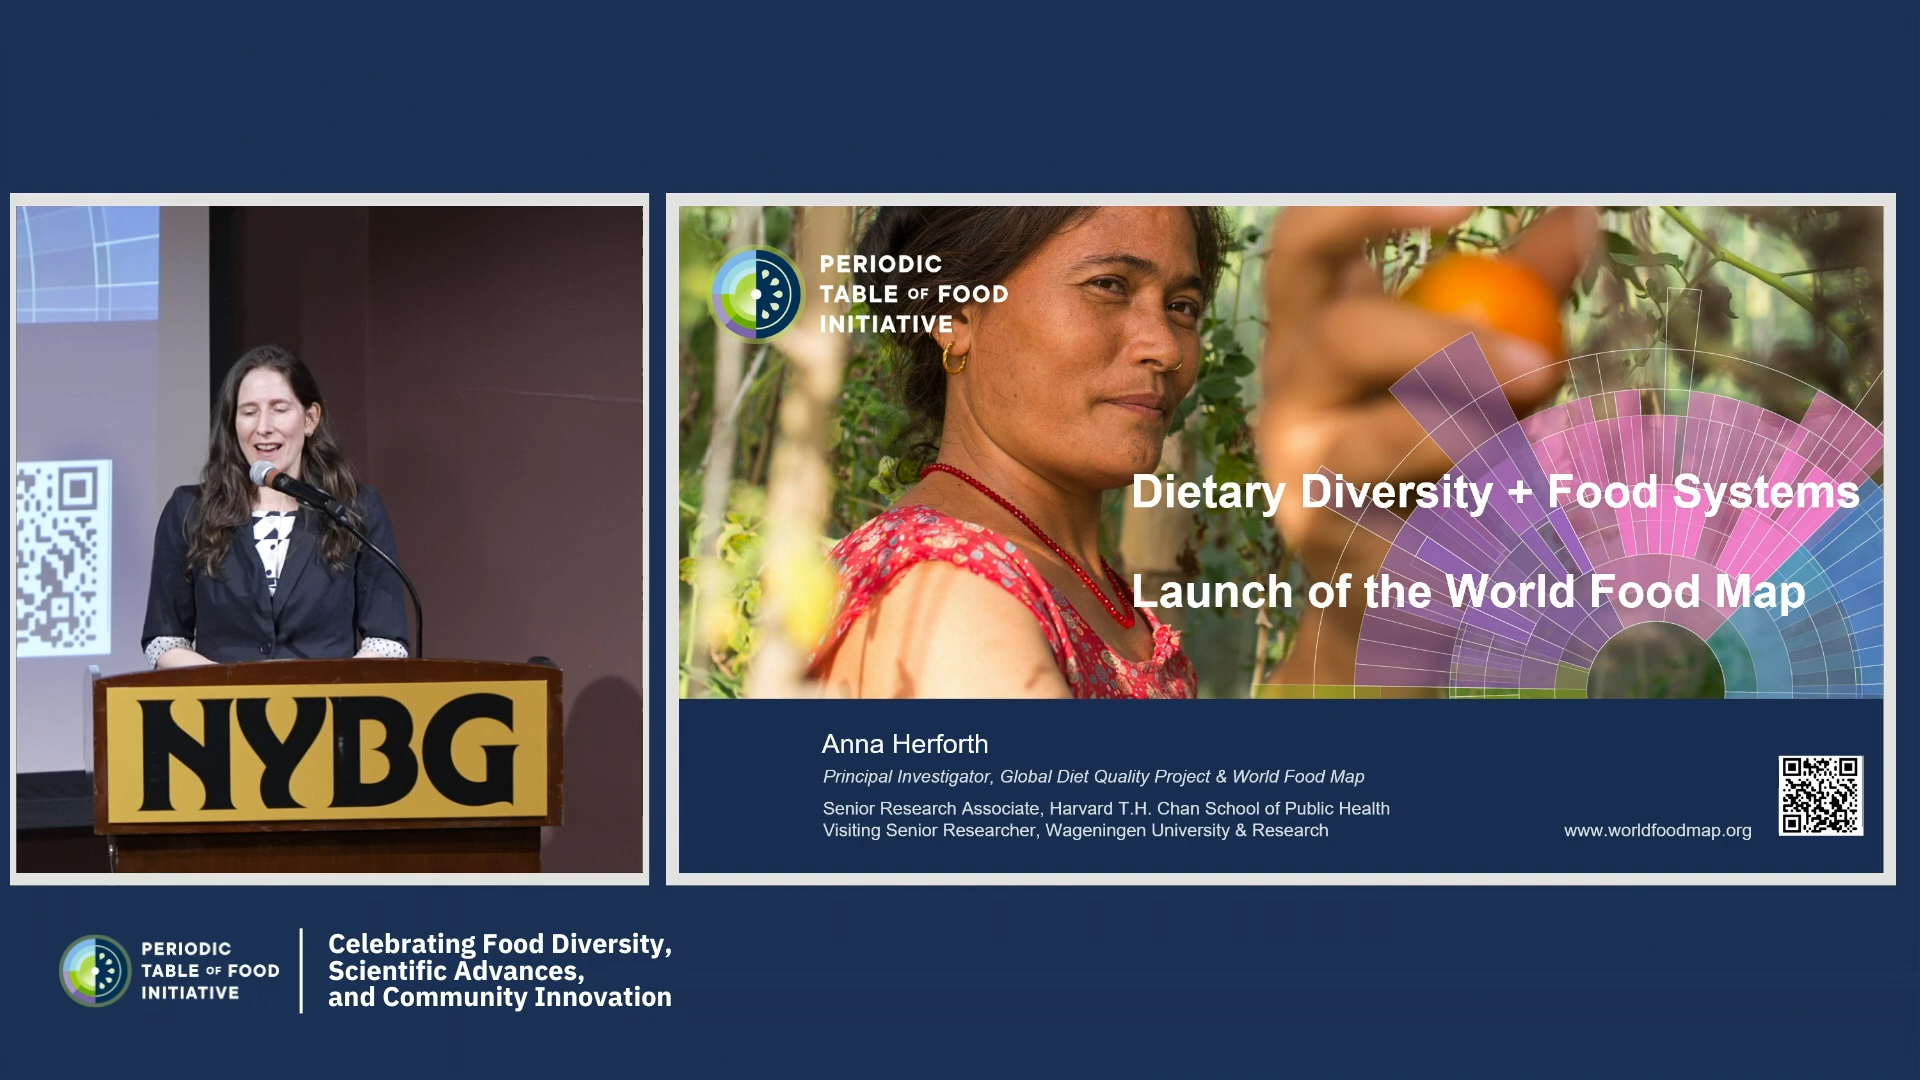 NYBG
PERIODIC
TABLE OF FOOD
INITIATIVE
Dietary Diversity + Food Systems
Launch of the World Food Map
Anna Herforth
Principal Investigator, Global Diet Quality Project & World Food Map
Senior Research Associate, Harvard T.H. Chan School of Public Health
Visiting Senior Researcher, Wageningen University & Research
www.worldfoodmap.org
PERIODIC
TABLE OF FOOD
INITIATIVE
Celebrating Food Diversity,
Scientific Advances,
and Community Innovation